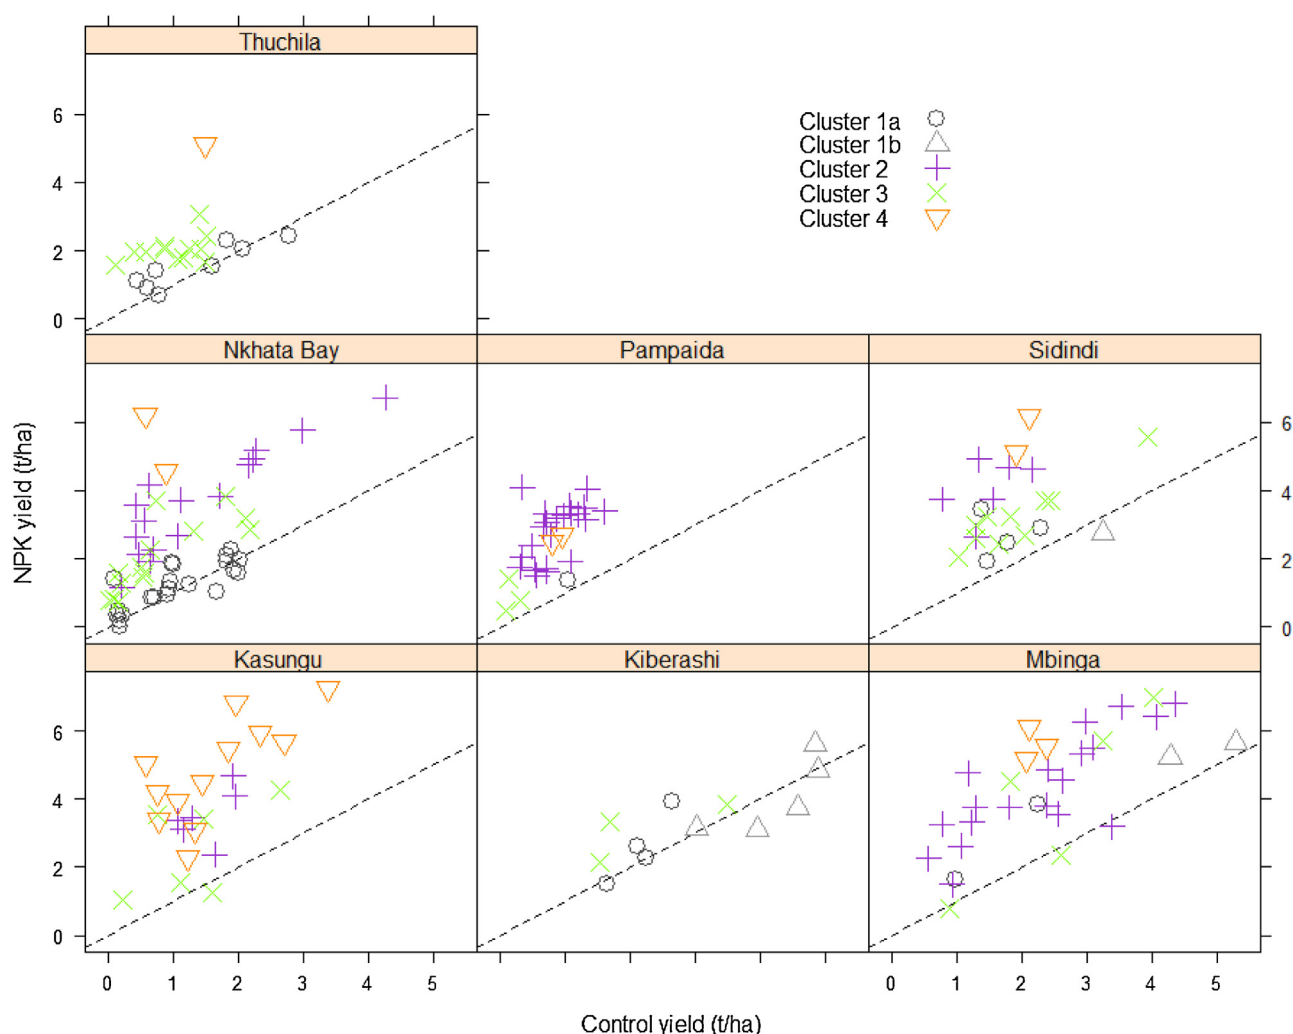 Thuchila
Cluster 1a
Cluster 1b
Cluster 2
Cluster 3
Cluster 4
6
4
2
0
Nkhata Bay
Pampaida
Sidindi
6
4
2
0
NPK yield (t/ha)
Kasungu
Kiberashi
Mbinga
6
4
2
0
0 1 2 3 4 5
0 1 2 3 4 5
Control yield (t/ha)